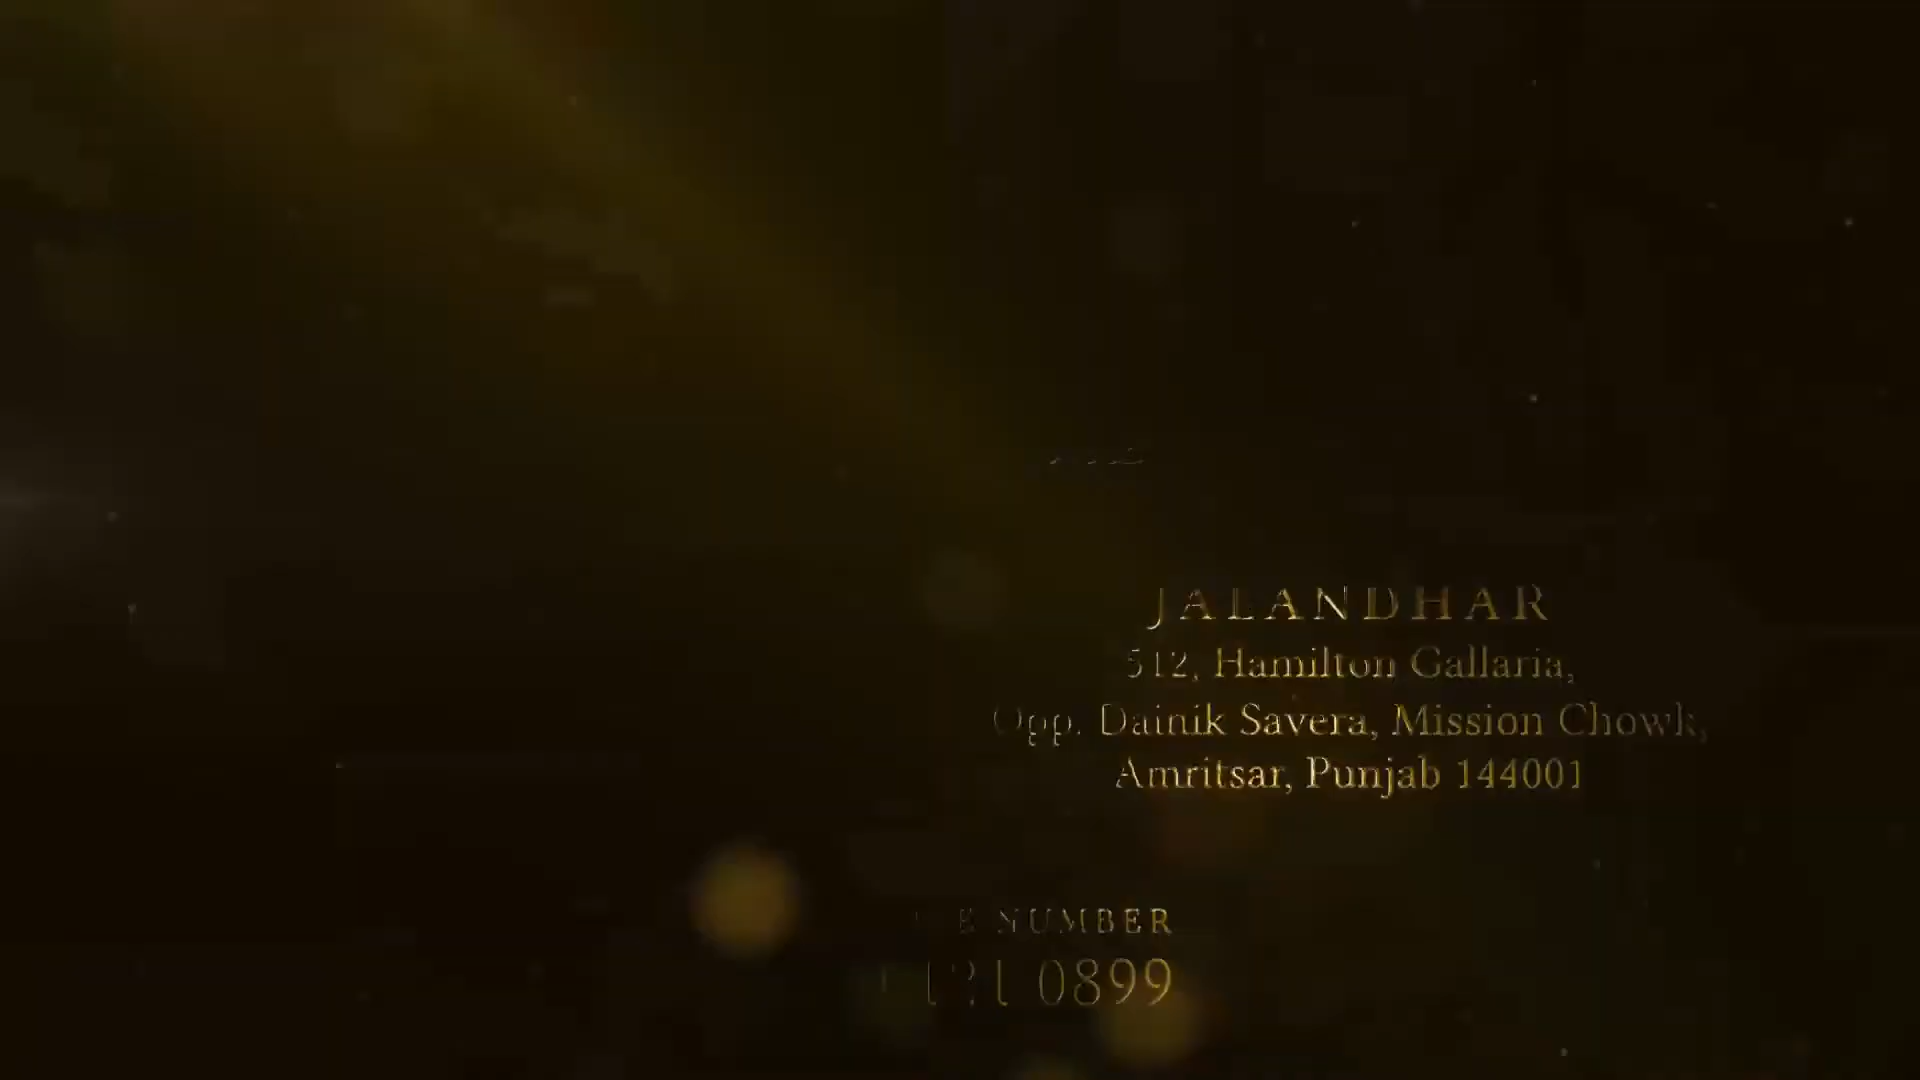 JALANDHAR
512, Hamilton Gallaria,
Opp. Dainik Savera, Mission Chowk,
Amritsar, Punjab 144001
NUMBER
0899